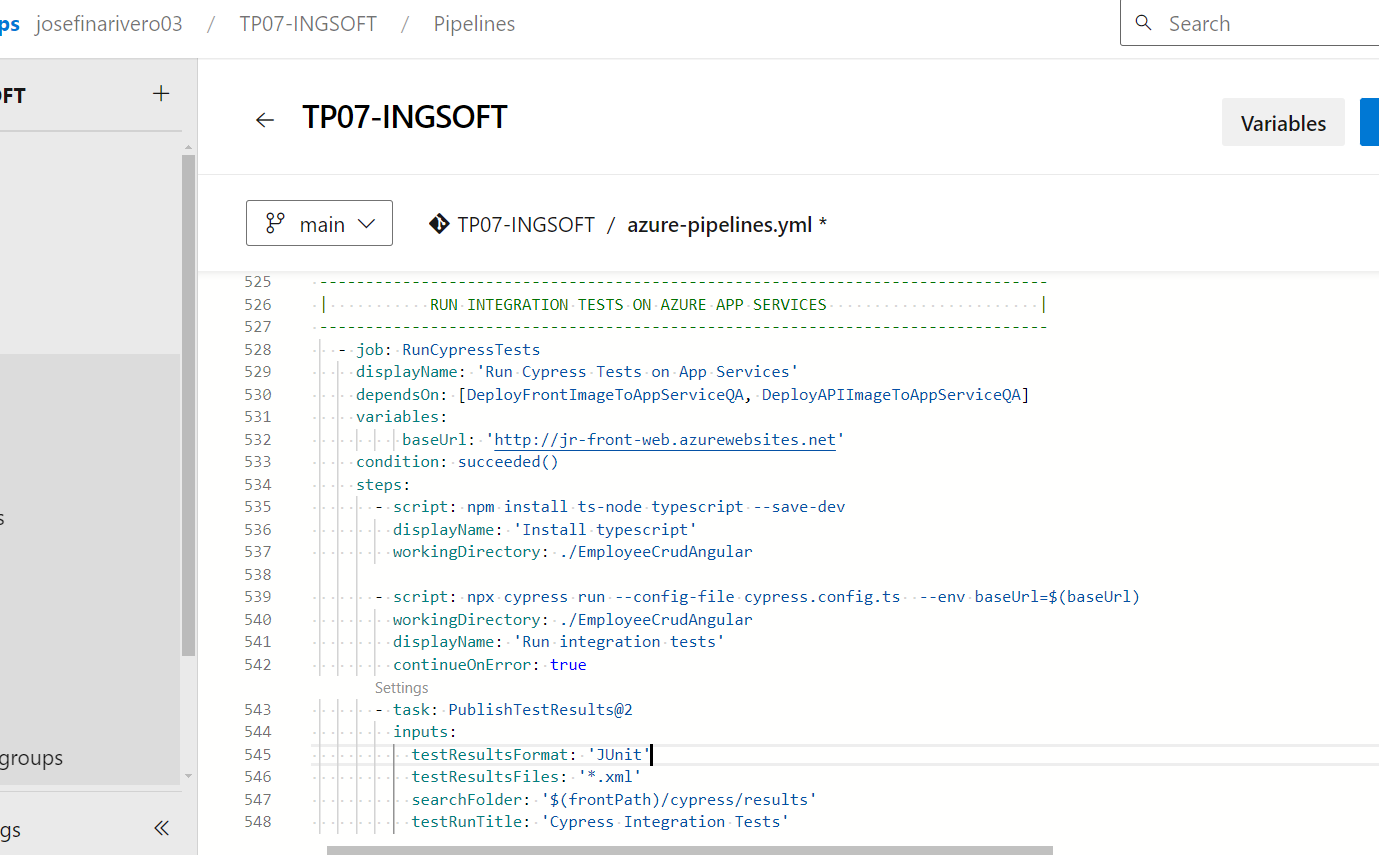 ps josefinarivero03 / TP07-INGSOFT / Pipelines
Search
OFT +
← TP07-INGSOFT
Variables
main
TP07-INGSOFT / azure-pipelines.yml *
525 -------------------------------------------------------------------------------
526 | RUN INTEGRATION TESTS ON AZURE APP SERVICES |
527 -------------------------------------------------------------------------------
528 - job: RunCypressTests
529 displayName: 'Run Cypress Tests on App Services'
530 dependsOn: [DeployFrontImageToAppServiceQA, DeployAPIImageToAppServiceQA]
531 variables:
532 baseUrl: 'http://jr-front-web.azurewebsites.net'
533 condition: succeeded()
534 steps:
535 - script: npm install ts-node typescript --save-dev
536 displayName: 'Install typescript'
537 workingDirectory: ./EmployeeCrudAngular
538
539 - script: npx cypress run --config-file cypress.config.ts  --env baseUrl=$(baseUrl)
540 workingDirectory: ./EmployeeCrudAngular
541 displayName: 'Run integration tests'
542 continueOnError: true
Settings
543 - task: PublishTestResults@2
544 inputs:
545 testResultsFormat: 'JUnit'
546 testResultsFiles: '*.xml'
547 searchFolder: '$(frontPath)/cypress/results'
548 testRunTitle: 'Cypress Integration Tests'
s
groups
gs